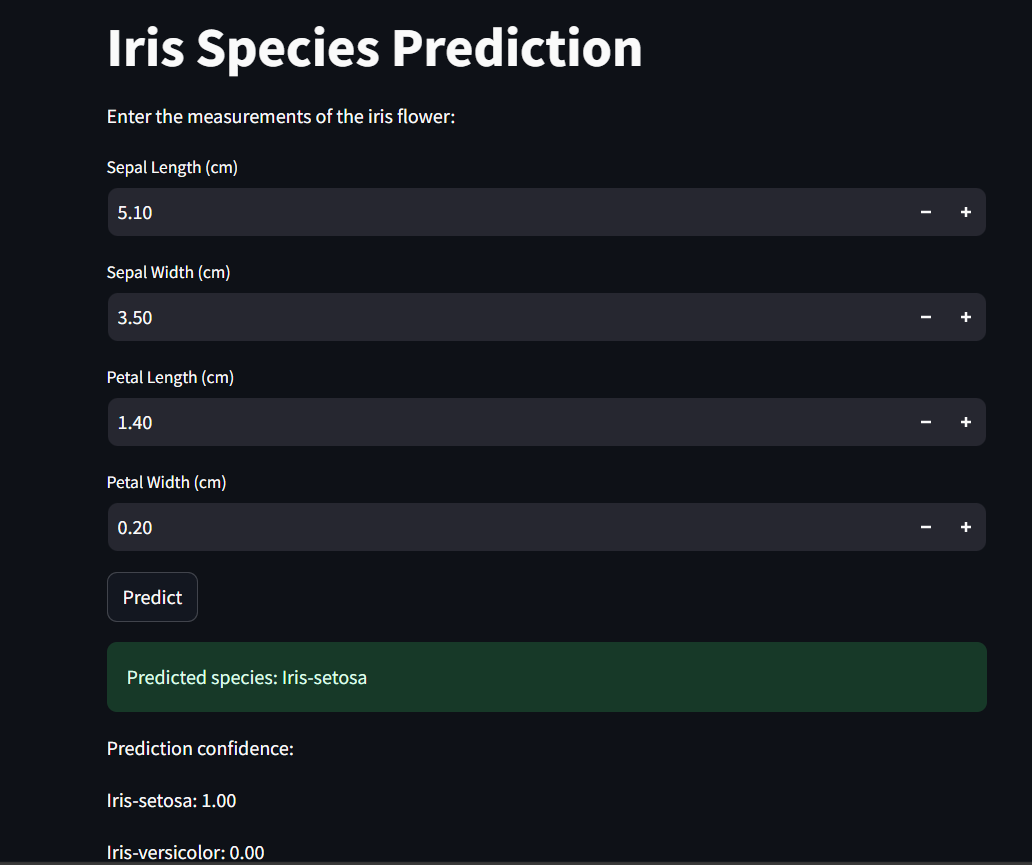 Iris Species Prediction
Enter the measurements of the iris flower:
Sepal Length (cm)
5.10
Sepal Width (cm)
3.50
Petal Length (cm)
1.40
Petal Width (cm)
0.20
Predict
Predicted species: Iris-setosa
Prediction confidence:
Iris-setosa: 1.00
Iris-versicolor: 0.00